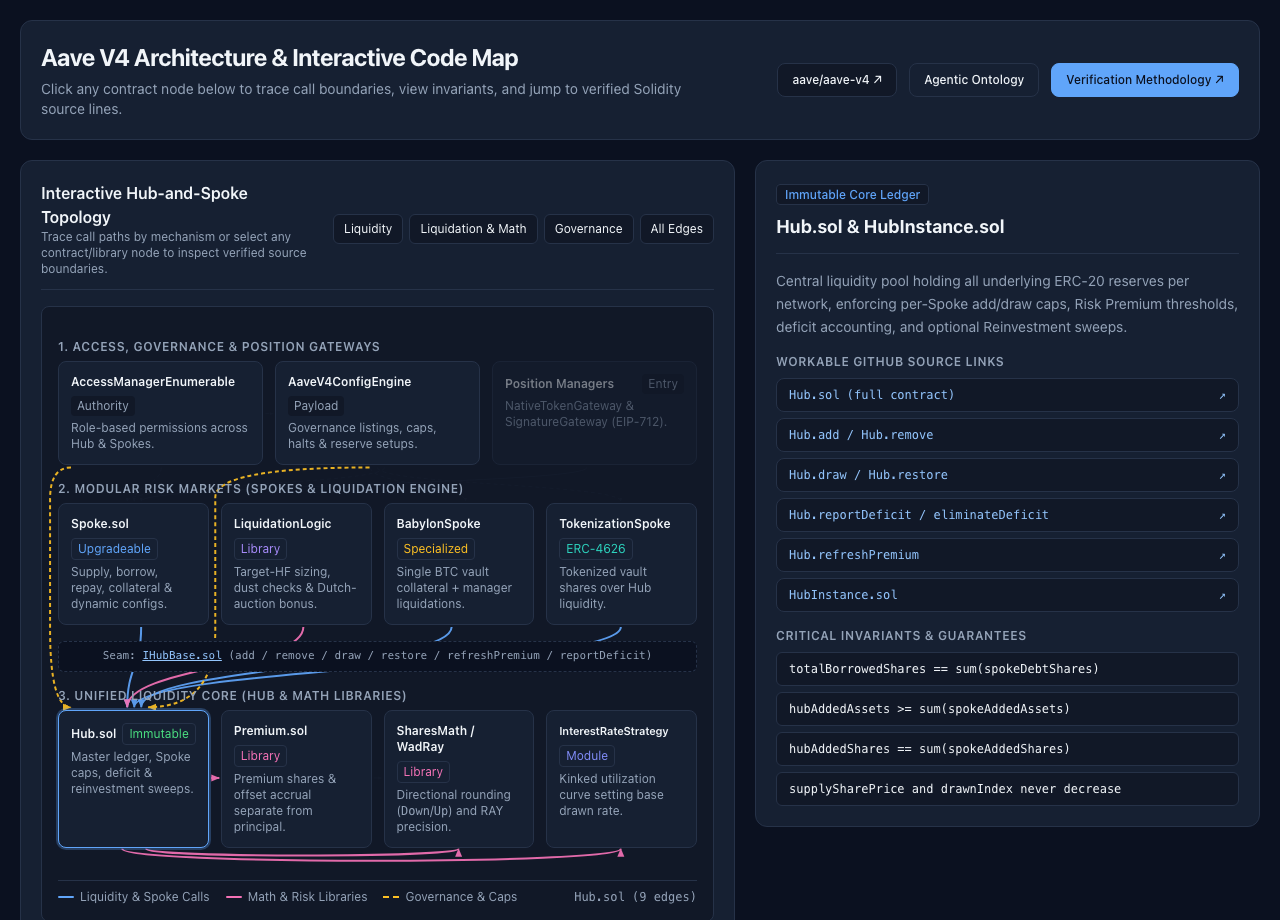 Aave V4 Architecture & Interactive Code Map
Click any contract node below to trace call boundaries, view invariants, and jump to verified Solidity
source lines.
aave/aave-v4 ↗
Agentic Ontology
Verification Methodology ↗
Interactive Hub-and-Spoke
Topology
Trace call paths by mechanism or select any
contract/library node to inspect verified source
boundaries.
Liquidity
Liquidation & Math
Governance
All Edges
1. ACCESS, GOVERNANCE & POSITION GATEWAYS
AccessManagerEnumerable
Authority
Role-based permissions across
Hub & Spokes.
AaveV4ConfigEngine
Payload
Governance listings, caps,
halts & reserve setups.
Position Managers
Entry
NativeTokenGateway &
SignatureGateway (EIP-712).
2. MODULAR RISK MARKETS (SPOKES & LIQUIDATION ENGINE)
Spoke.sol
Upgradeable
Supply, borrow,
repay, collateral &
dynamic configs.
LiquidationLogic
Library
Target-HF sizing,
dust checks & Dutch-
auction bonus.
BabylonSpoke
Specialized
Single BTC vault
collateral + manager
liquidations.
TokenizationSpoke
ERC-4626
Tokenized vault
shares over Hub
liquidity.
Seam: IHubBase.sol (add / remove / draw / restore / refreshPremium / reportDeficit)
3. UNIFIED LIQUIDITY CORE (HUB & MATH LIBRARIES)
Hub.sol
Immutable
Master ledger, Spoke
caps, deficit &
reinvestment sweeps.
Premium.sol
Library
Premium shares &
offset accrual
separate from
principal.
SharesMath /
WadRay
Library
Directional rounding
(Down/Up) and RAY
precision.
InterestRateStrategy
Module
Kinked utilization
curve setting base
drawn rate.
Liquidity & Spoke Calls
Math & Risk Libraries
Governance & Caps
Hub.sol (9 edges)
Immutable Core Ledger
Hub.sol & HubInstance.sol
Central liquidity pool holding all underlying ERC-20 reserves per
network, enforcing per-Spoke add/draw caps, Risk Premium thresholds,
deficit accounting, and optional Reinvestment sweeps.
WORKABLE GITHUB SOURCE LINKS
Hub.sol (full contract) ↗
Hub.add / Hub.remove ↗
Hub.draw / Hub.restore ↗
Hub.reportDeficit / eliminateDeficit ↗
Hub.refreshPremium ↗
HubInstance.sol ↗
CRITICAL INVARIANTS & GUARANTEES
totalBorrowedShares == sum(spokeDebtShares)
hubAddedAssets >= sum(spokeAddedAssets)
hubAddedShares == sum(spokeAddedShares)
supplySharePrice and drawnIndex never decrease